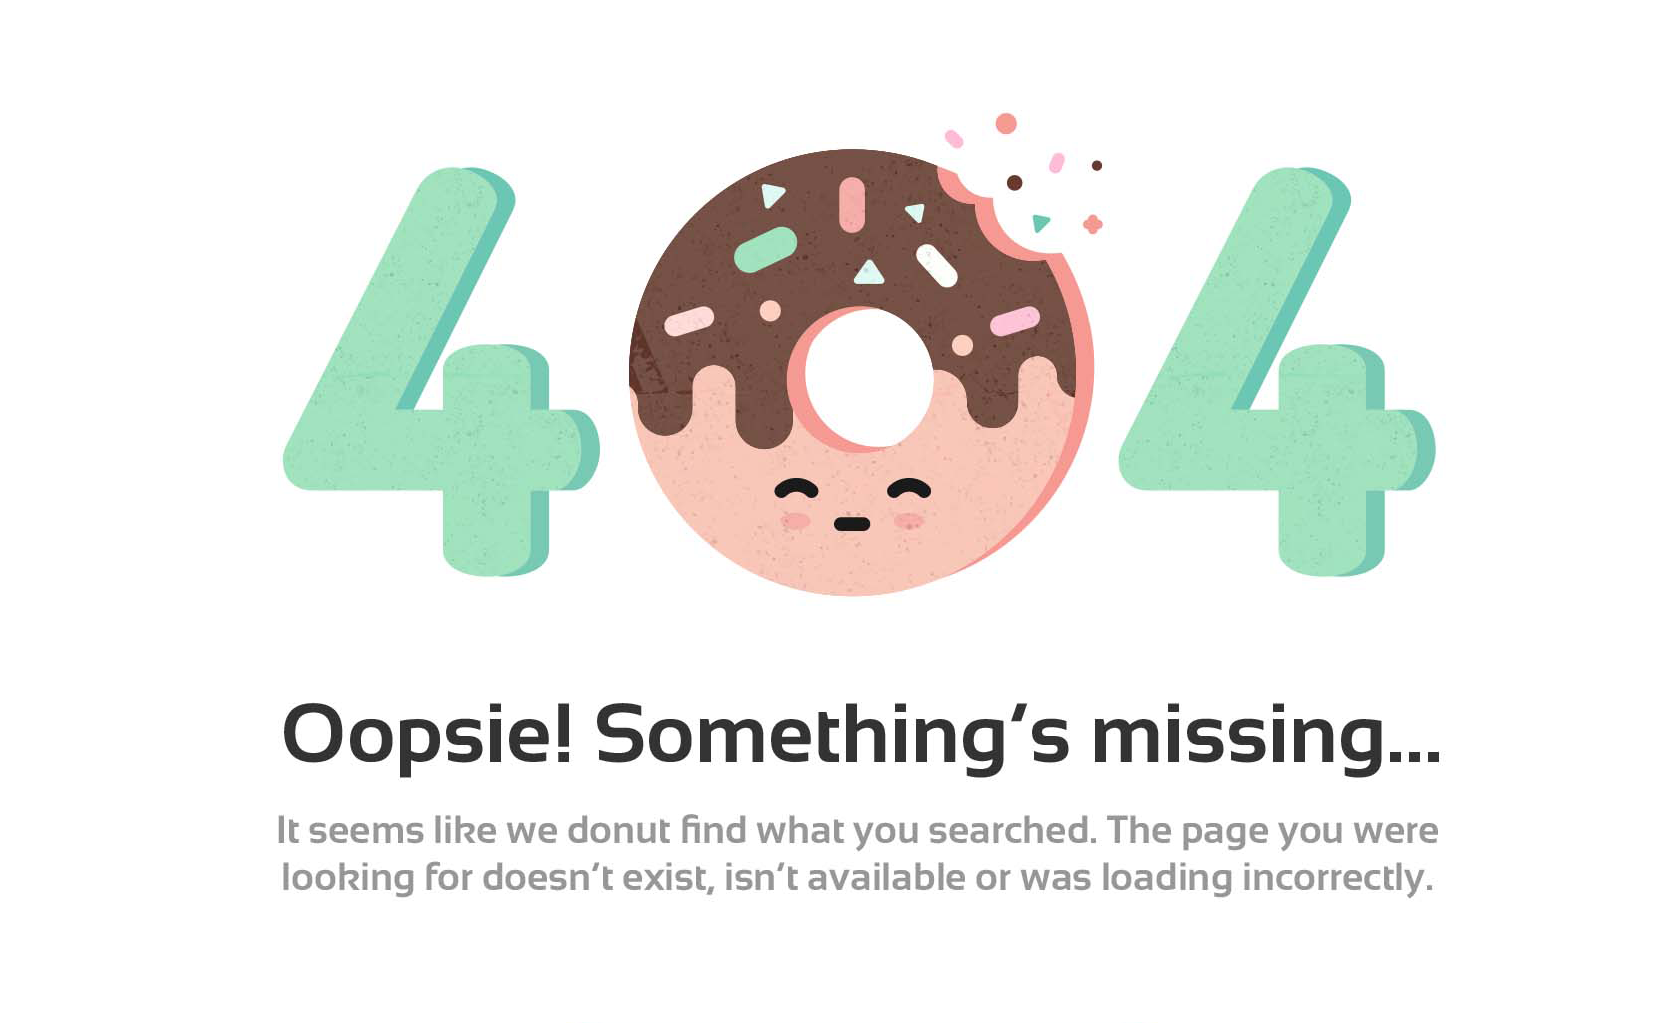 404
Oopsie! Something's missing...
It seems like we donut find what you searched. The page you were
looking for doesn't exist, isn't available or was loading incorrectly.